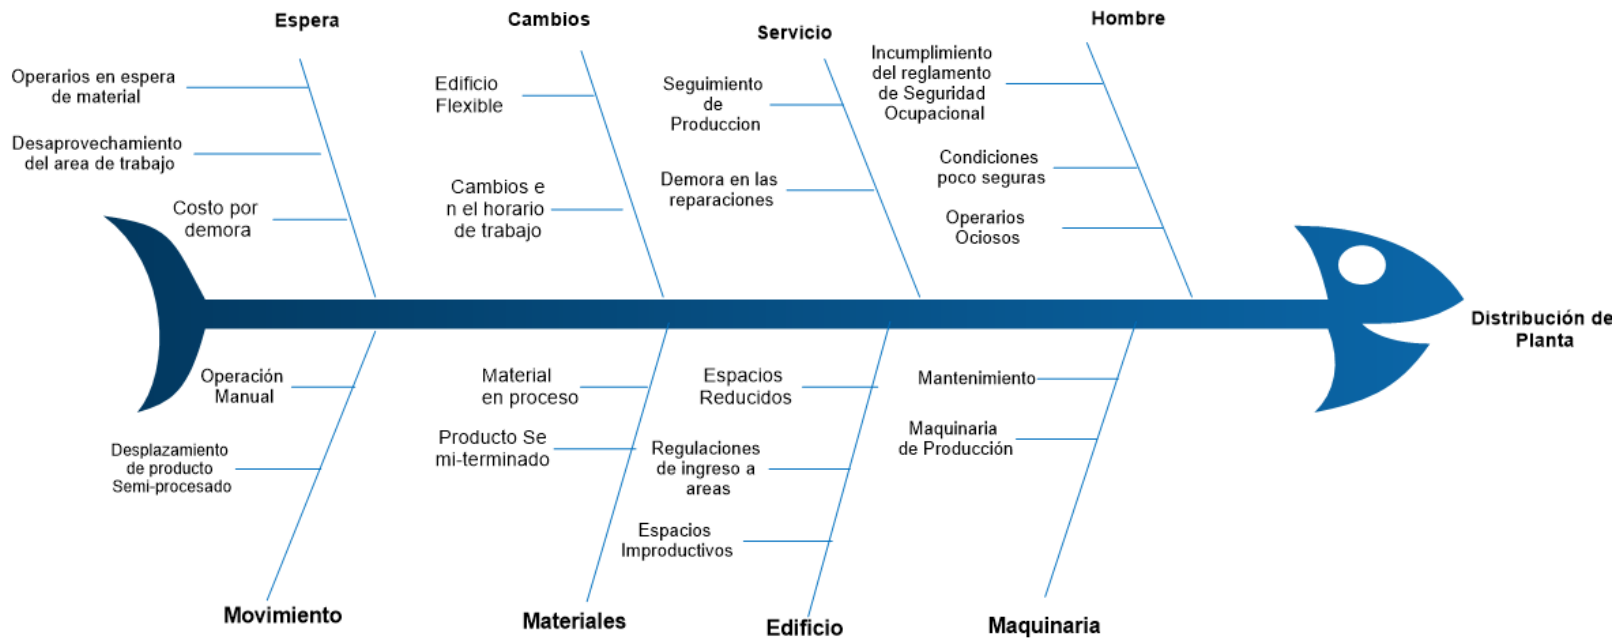 Espera
Operarios en espera
de material
Desaprovechamiento
del area de trabajo
Costo por
demora
Cambios
Edificio
Flexible
Cambios e
n el horario
de trabajo
Servicio
Seguimiento
de
Produccion
Demora en las
reparaciones
Hombre
Incumplimiento
del reglamento
de Seguridad
Ocupacional
Condiciones
poco seguras
Operarios
Ociosos
Distribución de
Planta
Operación
Manual
Desplazamiento
de producto
Semi-procesado
Movimiento
Material
en proceso
Producto Se
mi-terminado
Materiales
Espacios
Reducidos
Regulaciones
de ingreso a
areas
Espacios
Improductivos
Edificio
Mantenimiento
Maquinaria
de Producción
Maquinaria